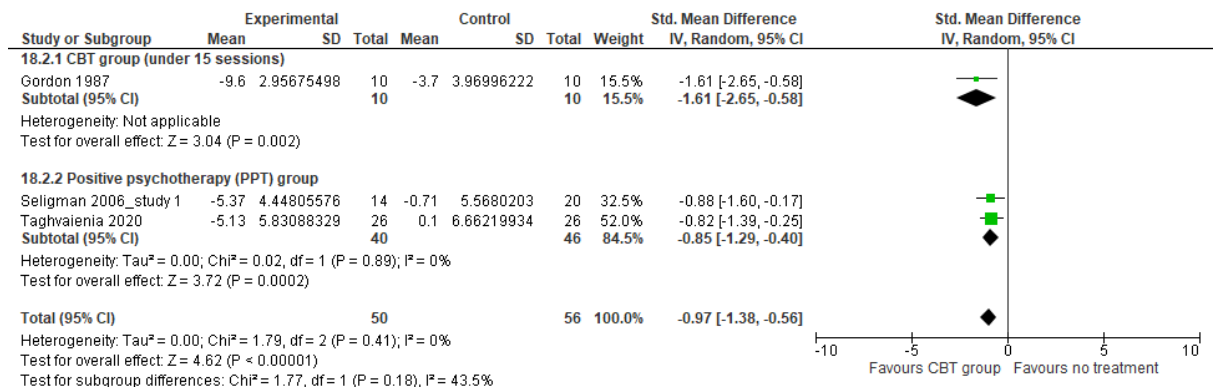 Experimental Control Std. Mean Difference Std. Mean Difference
Study or Subgroup Mean SD Total Mean SD Total Weight IV, Random, 95% CI IV, Random, 95% CI
18.2.1 CBT group (under 15 sessions)
Gordon 1987 -9.6 2.95675498 10 -3.7 3.96996222 10 15.5% -1.61 [-2.65, -0.58]
Subtotal (95% CI) 10 10 15.5% -1.61 [-2.65, -0.58]
Heterogeneity: Not applicable
Test for overall effect: Z = 3.04 (P = 0.002)
18.2.2 Positive psychotherapy (PPT) group
Seligman 2006_study 1 -5.37 4.44805576 14 -0.71 5.5680203 20 32.5% -0.88 [-1.60, -0.17]
Taghvaienia 2020 -5.13 5.83088329 26 0.1 6.66219934 26 52.0% -0.82 [-1.39, -0.25]
Subtotal (95% CI) 40 46 84.5% -0.85 [-1.29, -0.40]
Heterogeneity: Tau² = 0.00; Chi² = 0.02, df = 1 (P = 0.89); I² = 0%
Test for overall effect: Z = 3.72 (P = 0.0002)
Total (95% CI) 50 56 100.0% -0.97 [-1.38, -0.56]
Heterogeneity: Tau² = 0.00; Chi² = 1.79, df = 2 (P = 0.41); I² = 0%
Test for overall effect: Z = 4.62 (P < 0.00001)
Test for subgroup differences: Chi² = 1.77, df = 1 (P = 0.18), I² = 43.5%
-10 -5 0 5 10
Favours CBT group Favours no treatment